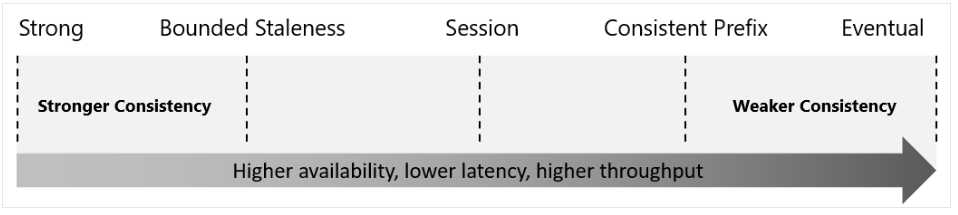 Strong Bounded Staleness Session Consistent Prefix Eventual
Stronger Consistency Weaker Consistency
Higher availability, lower latency, higher throughput